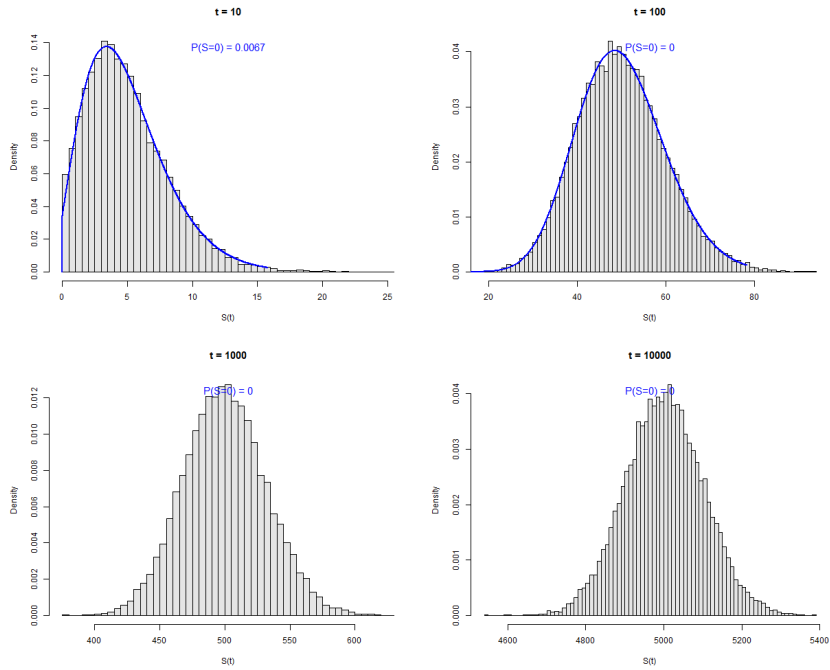 t = 10
P(S=0) = 0.0067
Density
0.00 0.02 0.04 0.06 0.08 0.10 0.12 0.14
0 5 10 15 20 25
S(t)
t = 100
P(S=0) = 0
Density
0.00 0.01 0.02 0.03 0.04
20 40 60 80
S(t)
t = 1000
P(S=0) = 0
Density
0.000 0.002 0.004 0.006 0.008 0.010 0.012
400 450 500 550 600
S(t)
t = 10000
P(S=0) = 0
Density
0.000 0.001 0.002 0.003 0.004
4600 4800 5000 5200 5400
S(t)